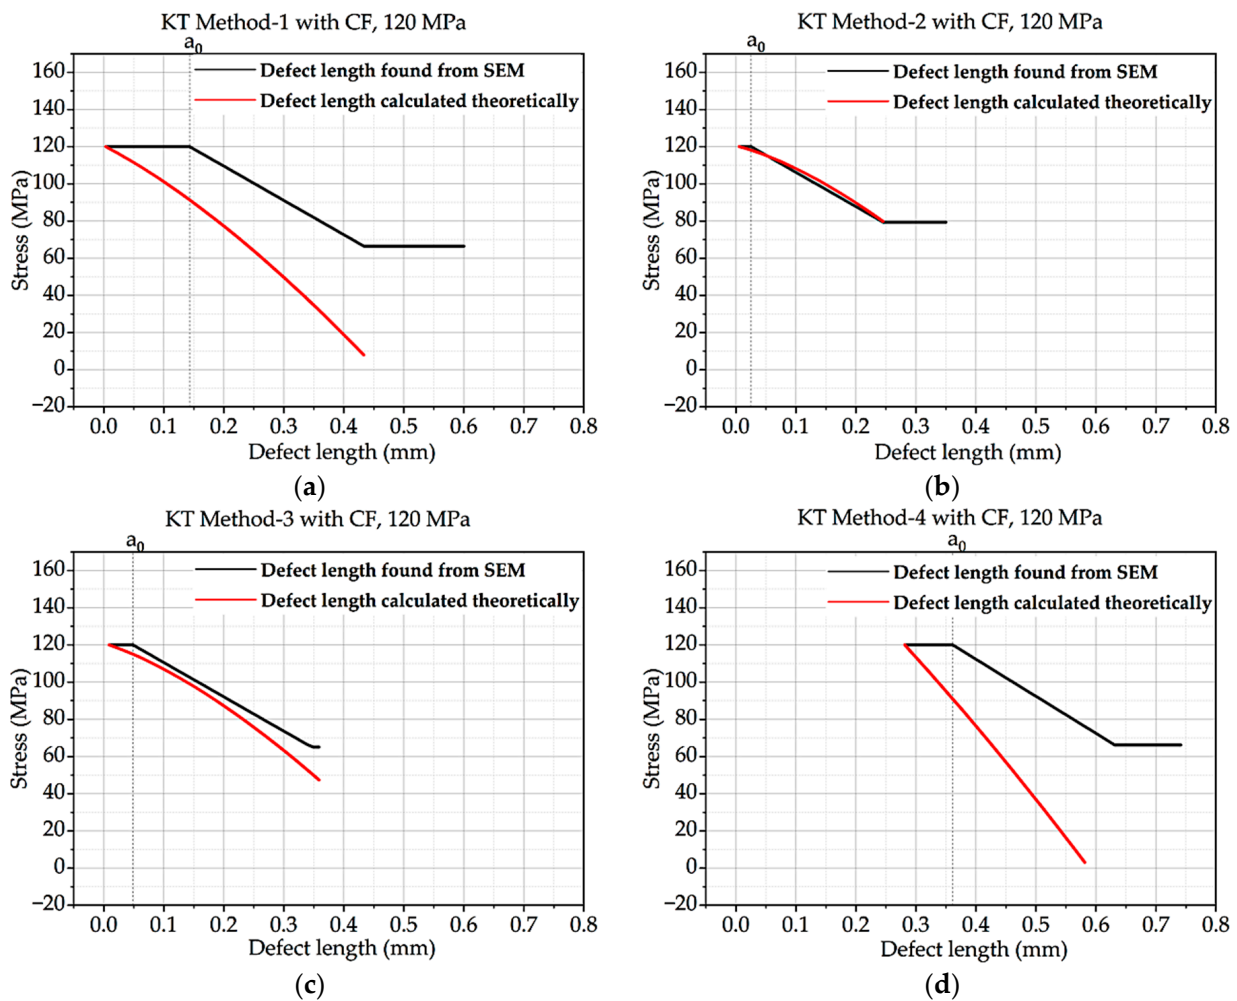 KT Method-1 with CF, 120 MPa
a₀
Defect length found from SEM
Defect length calculated theoretically
160
140
120
100
80
60
40
20
0
−20
Stress (MPa)
0.0 0.1 0.2 0.3 0.4 0.5 0.6 0.7 0.8
Defect length (mm)
(a)
KT Method-2 with CF, 120 MPa
a₀
Defect length found from SEM
Defect length calculated theoretically
160
140
120
100
80
60
40
20
0
−20
Stress (MPa)
0.0 0.1 0.2 0.3 0.4 0.5 0.6 0.7 0.8
Defect length (mm)
(b)
KT Method-3 with CF, 120 MPa
a₀
Defect length found from SEM
Defect length calculated theoretically
160
140
120
100
80
60
40
20
0
−20
Stress (MPa)
0.0 0.1 0.2 0.3 0.4 0.5 0.6 0.7 0.8
Defect length (mm)
(c)
KT Method-4 with CF, 120 MPa
a₀
Defect length found from SEM
Defect length calculated theoretically
160
140
120
100
80
60
40
20
0
−20
Stress (MPa)
0.0 0.1 0.2 0.3 0.4 0.5 0.6 0.7 0.8
Defect length (mm)
(d)